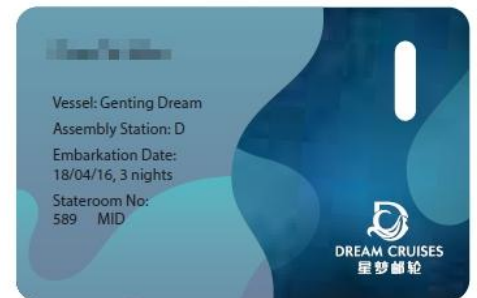 Vessel: Genting Dream
Assembly Station: D
Embarkation Date:
18/04/16, 3 nights
Stateroom No:
589 MID
DREAM CRUISES
星梦邮轮